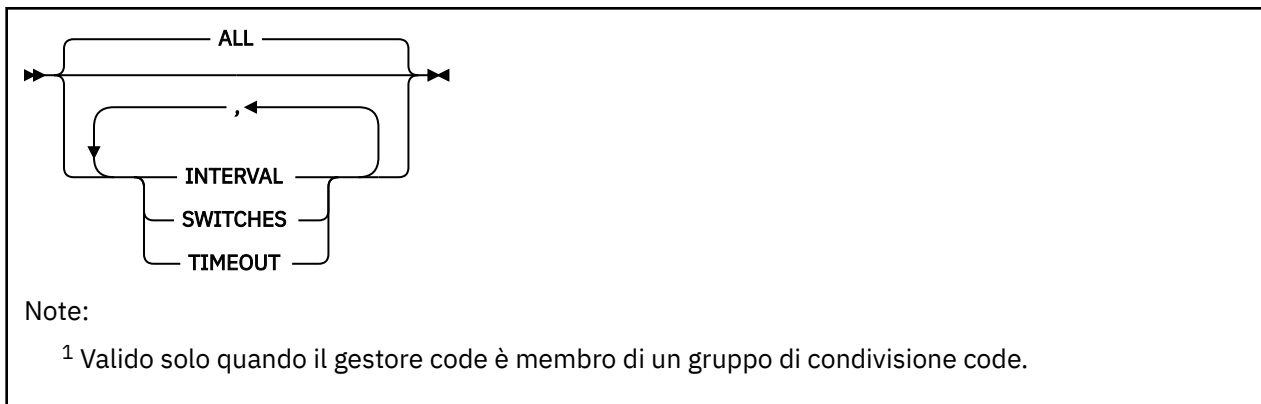 ALL
,
INTERVAL
SWITCHES
TIMEOUT
Note:
1 Valido solo quando il gestore code è membro di un gruppo di condivisione code.